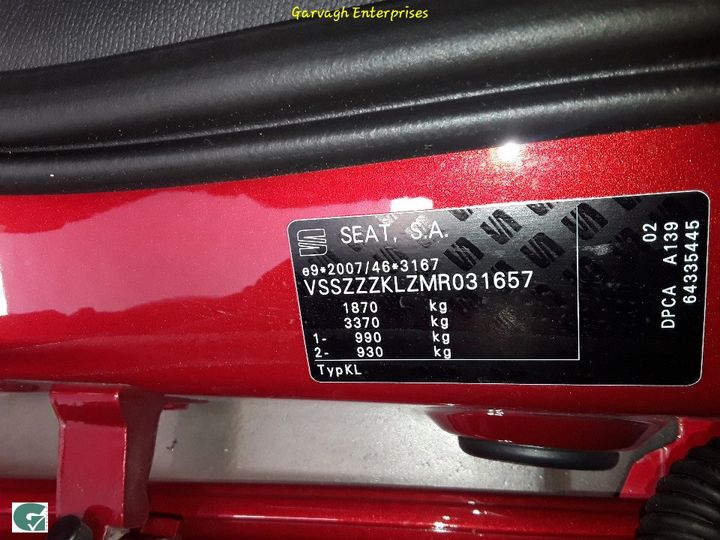 Garvagh Enterprises
SEAT, S.A.
e9*2007/46*3167
VSSZZZKLZMR031657
1870 kg
3370 kg
1- 990 kg
2- 930 kg
TypKL
02
DPCA A139
64335445